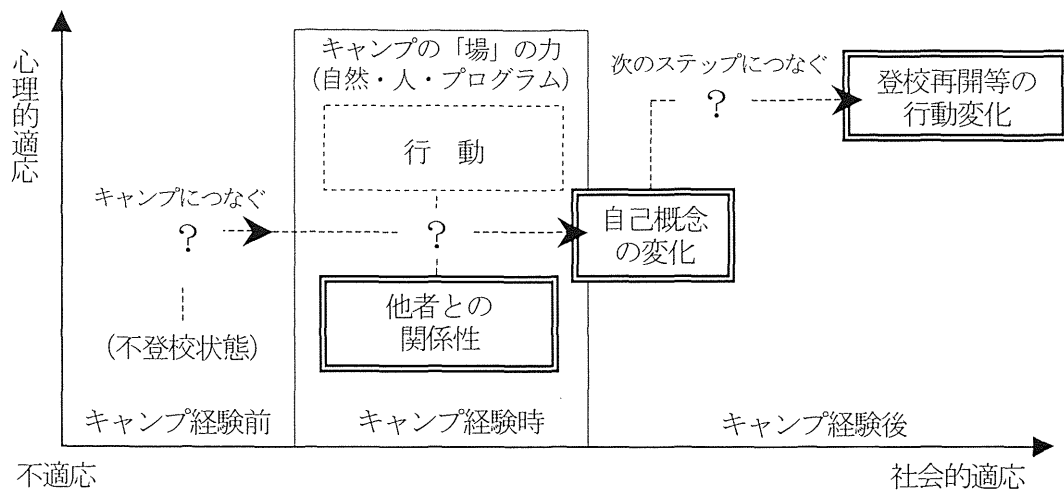 心理的適応
キャンプの「場」の力
(自然・人・プログラム)
行 動
キャンプにつなぐ
?
(不登校状態)
?
他者との
関係性
自己概念
の変化
次のステップにつなぐ
?
登校再開等の
行動変化
キャンプ経験前
キャンプ経験時
キャンプ経験後
不適応
社会的適応